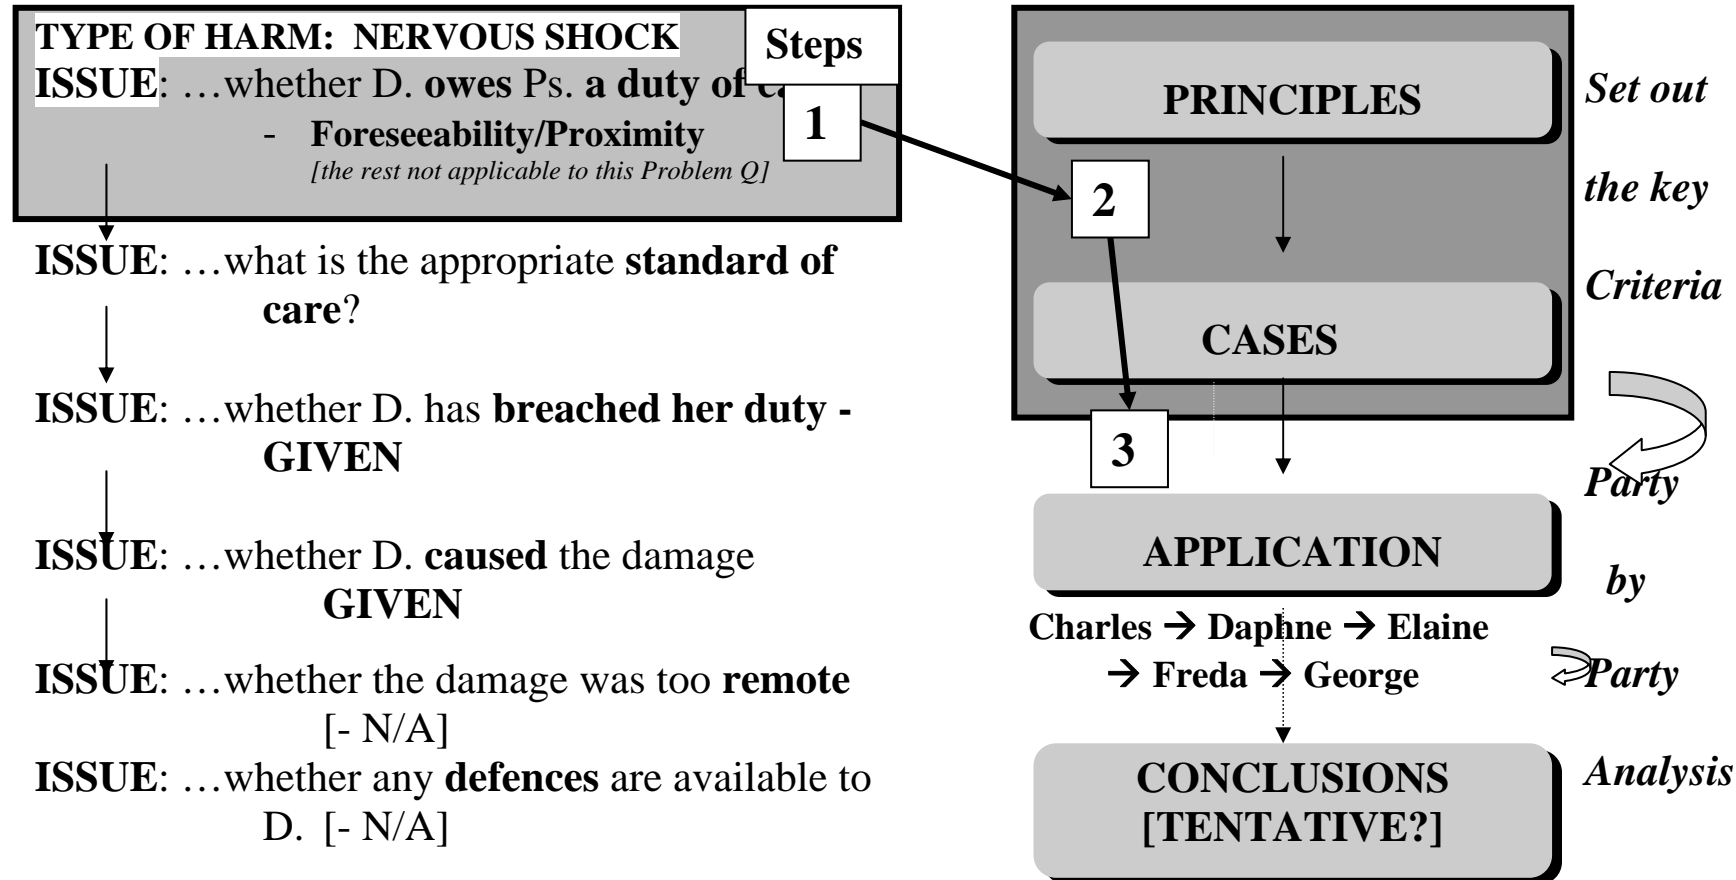 TYPE OF HARM: NERVOUS SHOCK
ISSUE: …whether D. owes Ps. a duty of
- Foreseeability/Proximity
[the rest not applicable to this Problem Q]
Steps
1
ISSUE: …what is the appropriate standard of
care?
ISSUE: …whether D. has breached her duty -
GIVEN
ISSUE: …whether D. caused the damage
GIVEN
ISSUE: …whether the damage was too remote
[- N/A]
ISSUE: …whether any defences are available to
D. [- N/A]
PRINCIPLES
2
CASES
3
APPLICATION
Charles → Daphne → Elaine
→ Freda → George
CONCLUSIONS
[TENTATIVE?]
Set out
the key
Criteria
Party
by
Party
Analysis